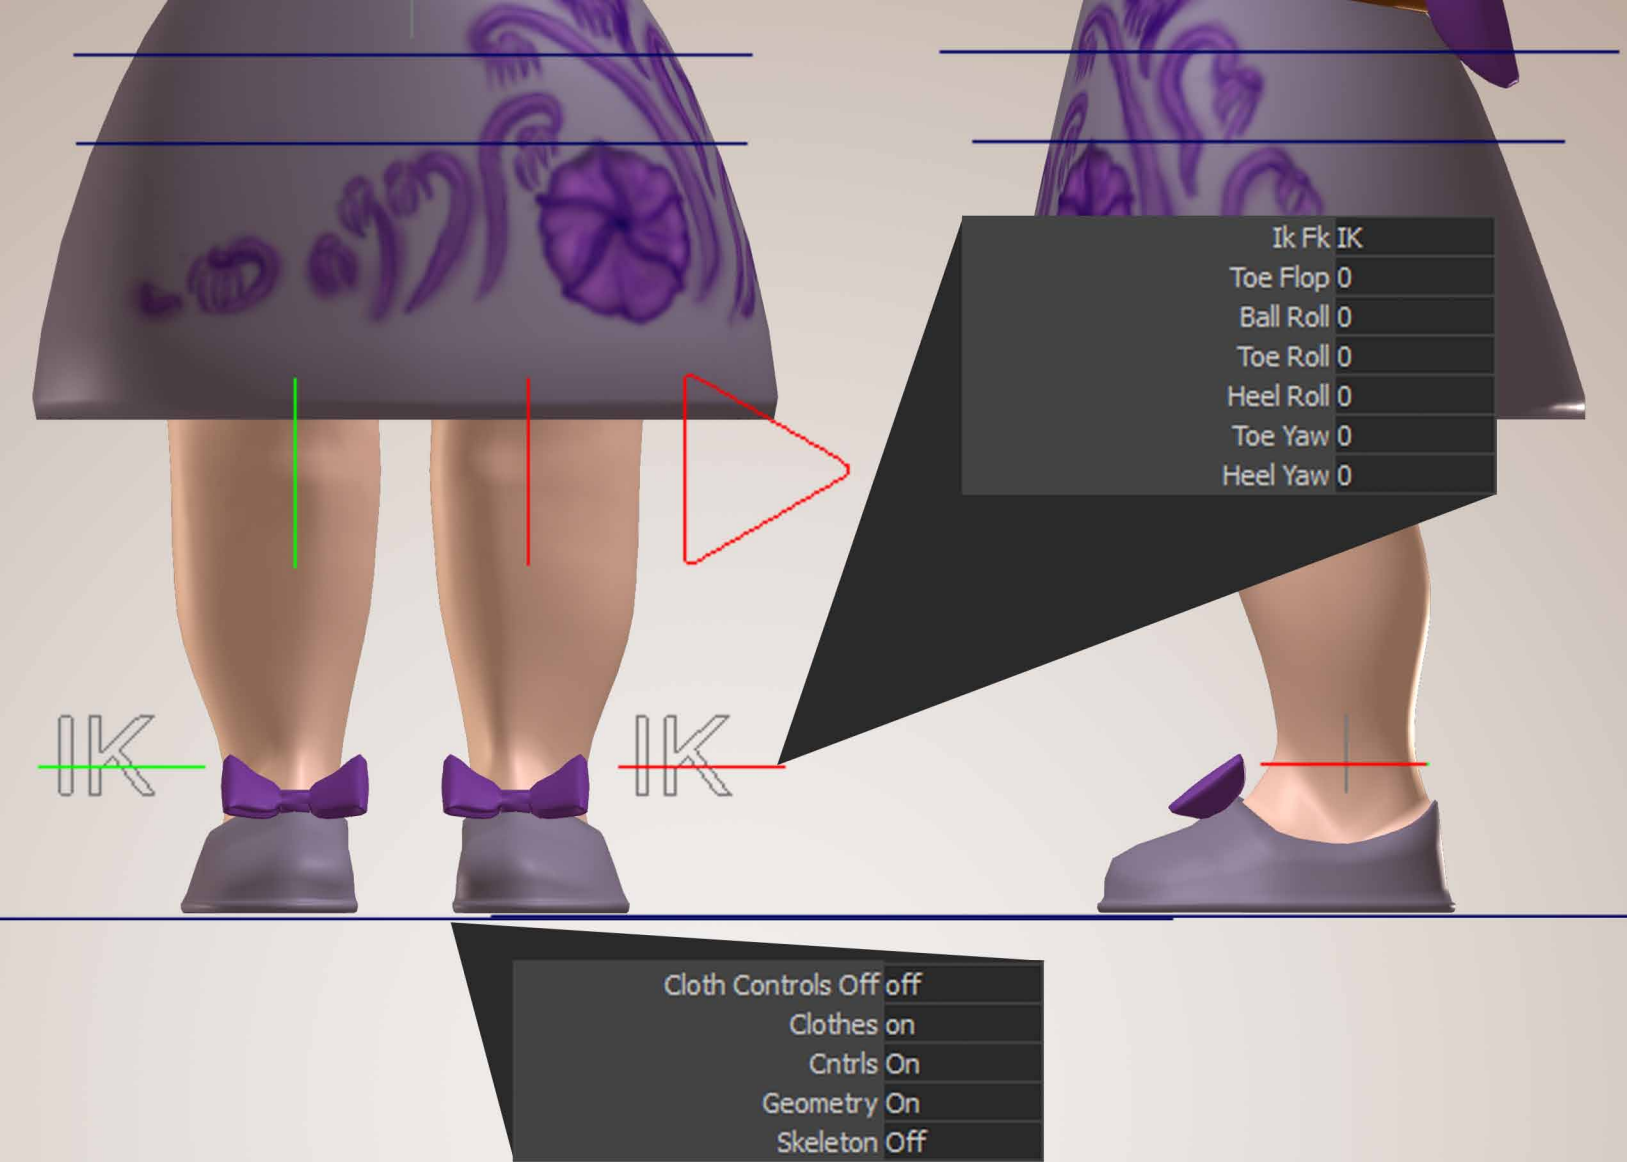 Ik Fk IK
Toe Flop 0
Ball Roll 0
Toe Roll 0
Heel Roll 0
Toe Yaw 0
Heel Yaw 0
IK
IK
Cloth Controls Off off
Clothes on
Cntrls On
Geometry On
Skeleton Off